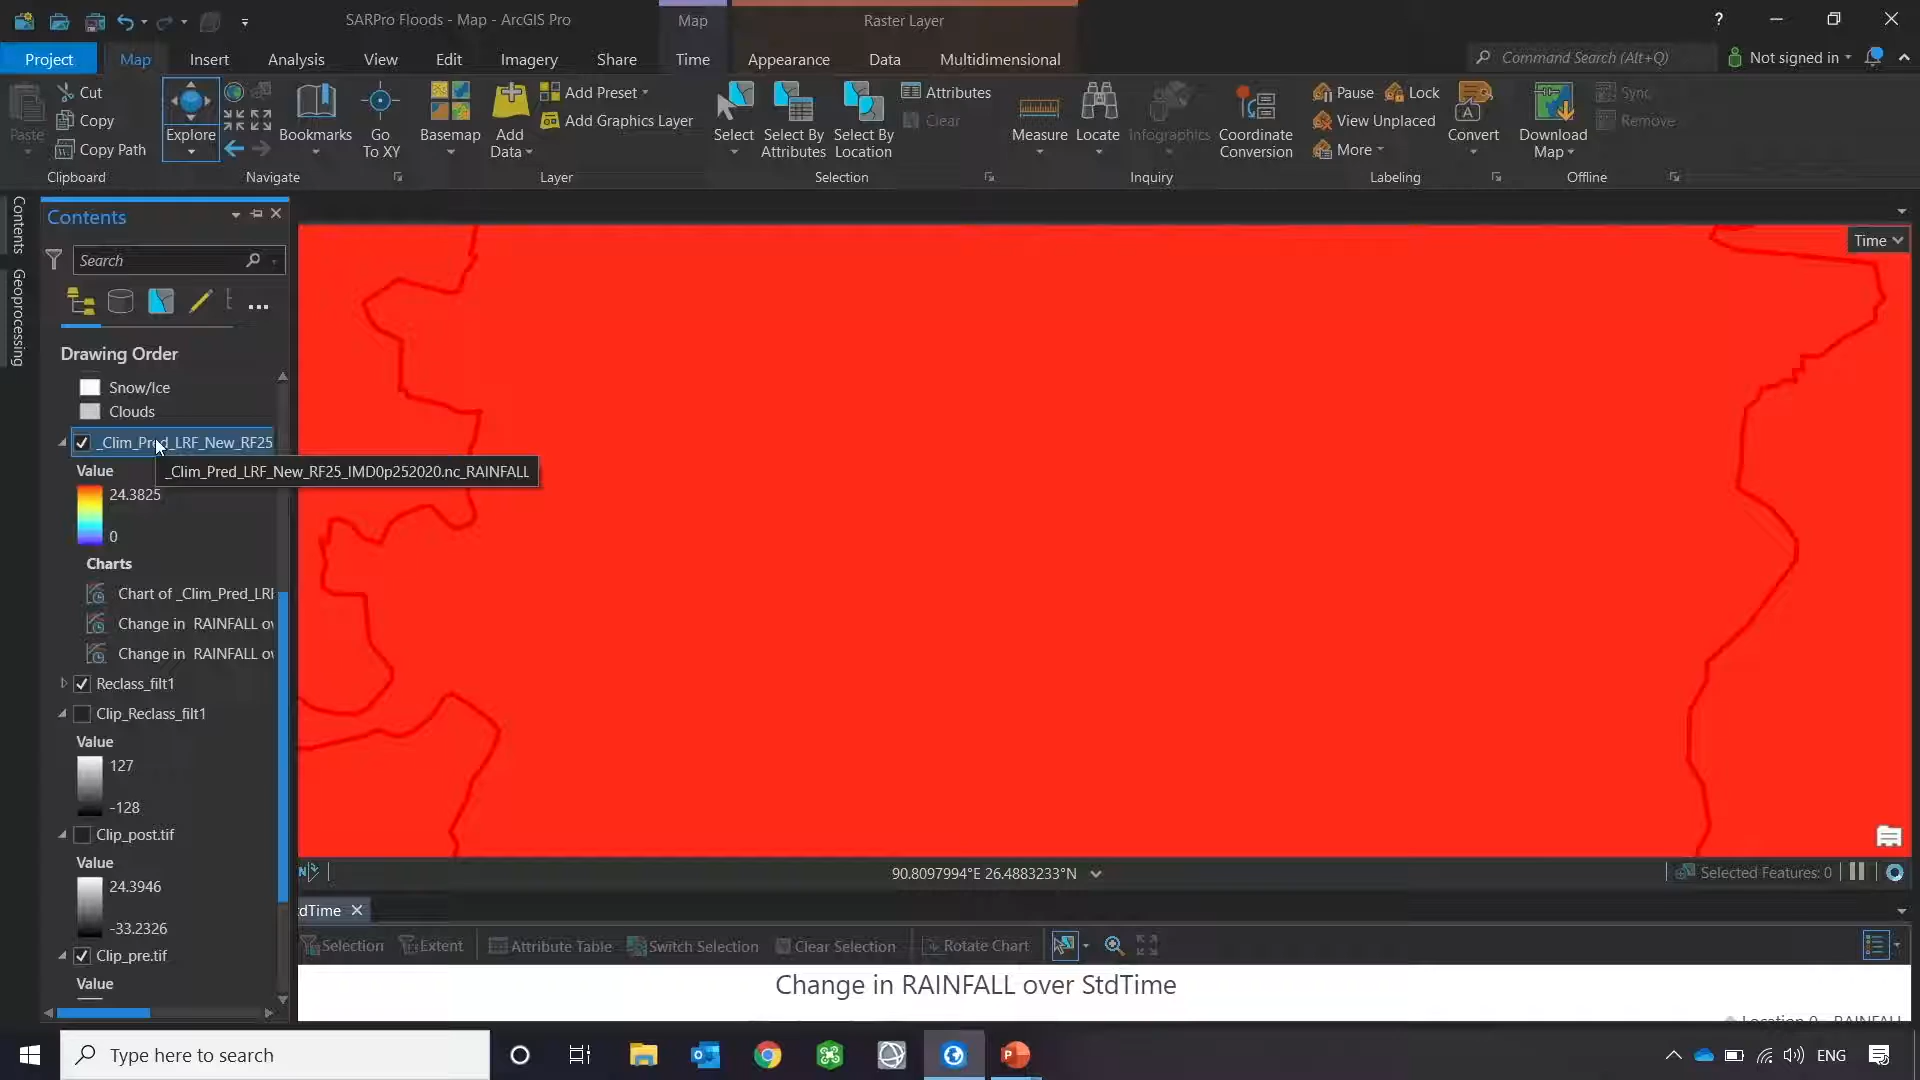 SARPro Floods - Map - ArcGIS Pro
Map
Raster Layer
?
Project
Map
Insert
Analysis
View
Edit
Imagery
Share
Time
Appearance
Data
Multidimensional
Command Search (Alt+Q)
Not signed in
Paste
Cut
Copy
Copy Path
Clipboard
Explore
Bookmarks
Go To XY
Navigate
Basemap
Add Data
Add Preset
Add Graphics Layer
Layer
Select
Select By Attributes
Select By Location
Attributes
Clear
Selection
Measure
Locate
Infographics
Coordinate Conversion
Inquiry
Pause
Lock
View Unplaced
More
Convert
Labeling
Download Map
Sync
Remove
Offline
Contents
Geoprocessing
Contents
Search
Drawing Order
Snow/Ice
Clouds
_Clim_Pred_LRF_New_RF25
_Clim_Pred_LRF_New_RF25_IMD0p252020.nc_RAINFALL
Value
24.3825
0
Charts
Chart of _Clim_Pred_LRF
Change in RAINFALL ov
Change in RAINFALL ov
Reclass_filt1
Clip_Reclass_filt1
Value
127
-128
Clip_post.tif
Value
24.3946
-33.2326
Clip_pre.tif
Value
Time
90.8097994°E 26.4883233°N
Selected Features: 0
dTime
Selection
Extent
Attribute Table
Switch Selection
Clear Selection
Rotate Chart
Change in RAINFALL over StdTime
Type here to search
ENG